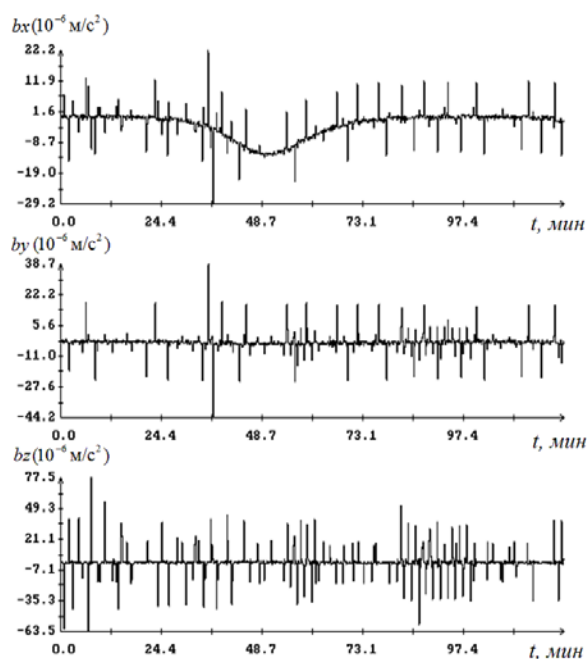 bx(10⁻⁶ м/с²)
22.2
11.9
1.6
-8.7
-19.0
-29.2
0.0 24.4 48.7 73.1 97.4
t, мин
by(10⁻⁶ м/с²)
38.7
22.2
5.6
-11.0
-27.6
-44.2
0.0 24.4 48.7 73.1 97.4
t, мин
bz(10⁻⁶ м/с²)
77.5
49.3
21.1
-7.1
-35.3
-63.5
0.0 24.4 48.7 73.1 97.4
t, мин